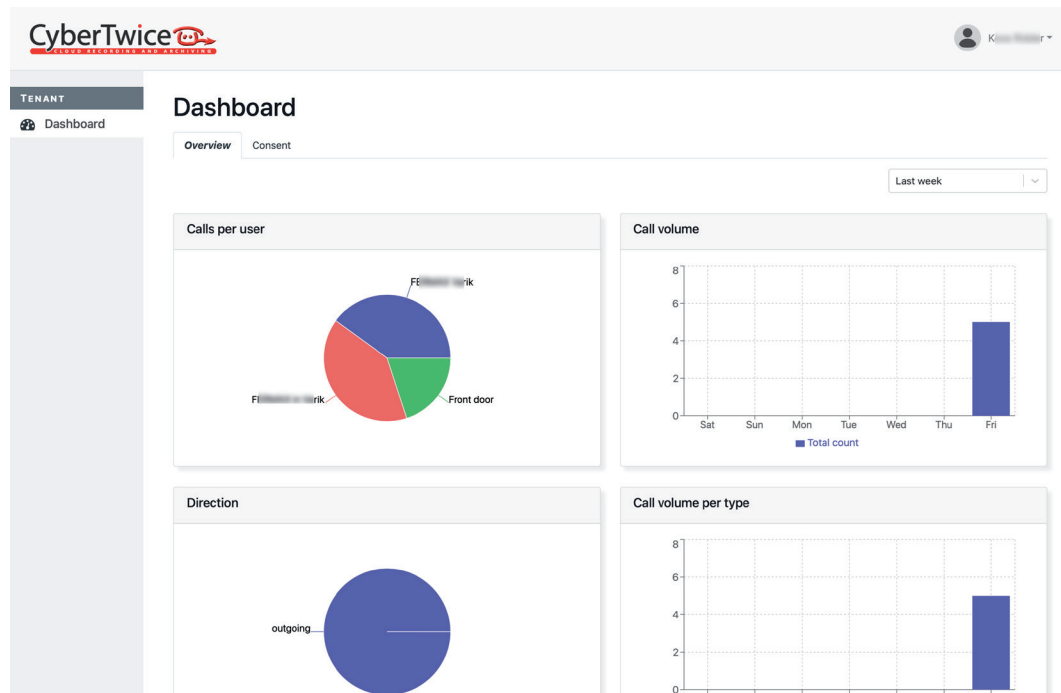 CyberTwice
CLOUD RECORDING AND ARCHIVING
TENANT
Dashboard
Dashboard
Overview Consent
Last week
Calls per user
Front door
Call volume
8
6
4
2
0
Sat Sun Mon Tue Wed Thu Fri
Total count
Direction
outgoing
Call volume per type
8
6
4
2
0